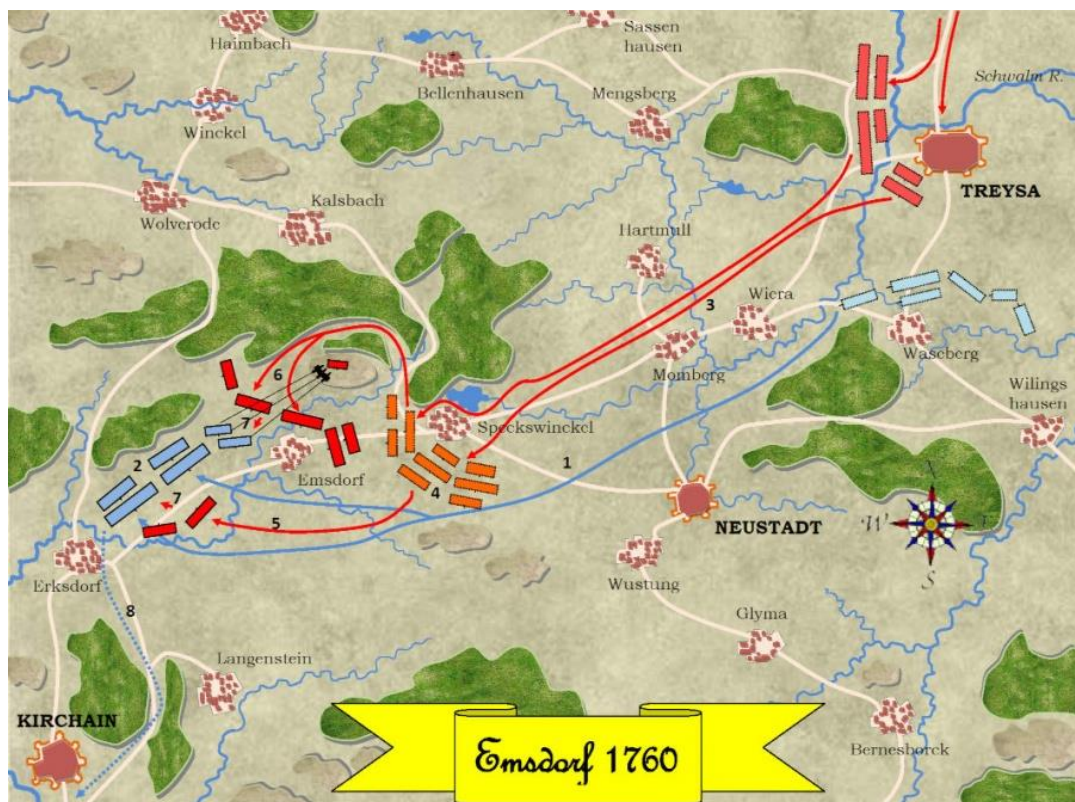 Haimbach
Sassen
hausen
Bellenhausen
Mengsberg
Schwalm R.
Winckel
TREYSA
Wolverode
Kalsbach
Hartmull
3
Wiera
Waseberg
Momberg
6
Wilings
hausen
7
Speckswinckel
2
Emsdorf
1
4
7
5
NEUSTADT
W
S
Erksdorf
Wustung
8
Glyma
Langenstein
KIRCHAIN
Bernesborck
Emsdorf 1760